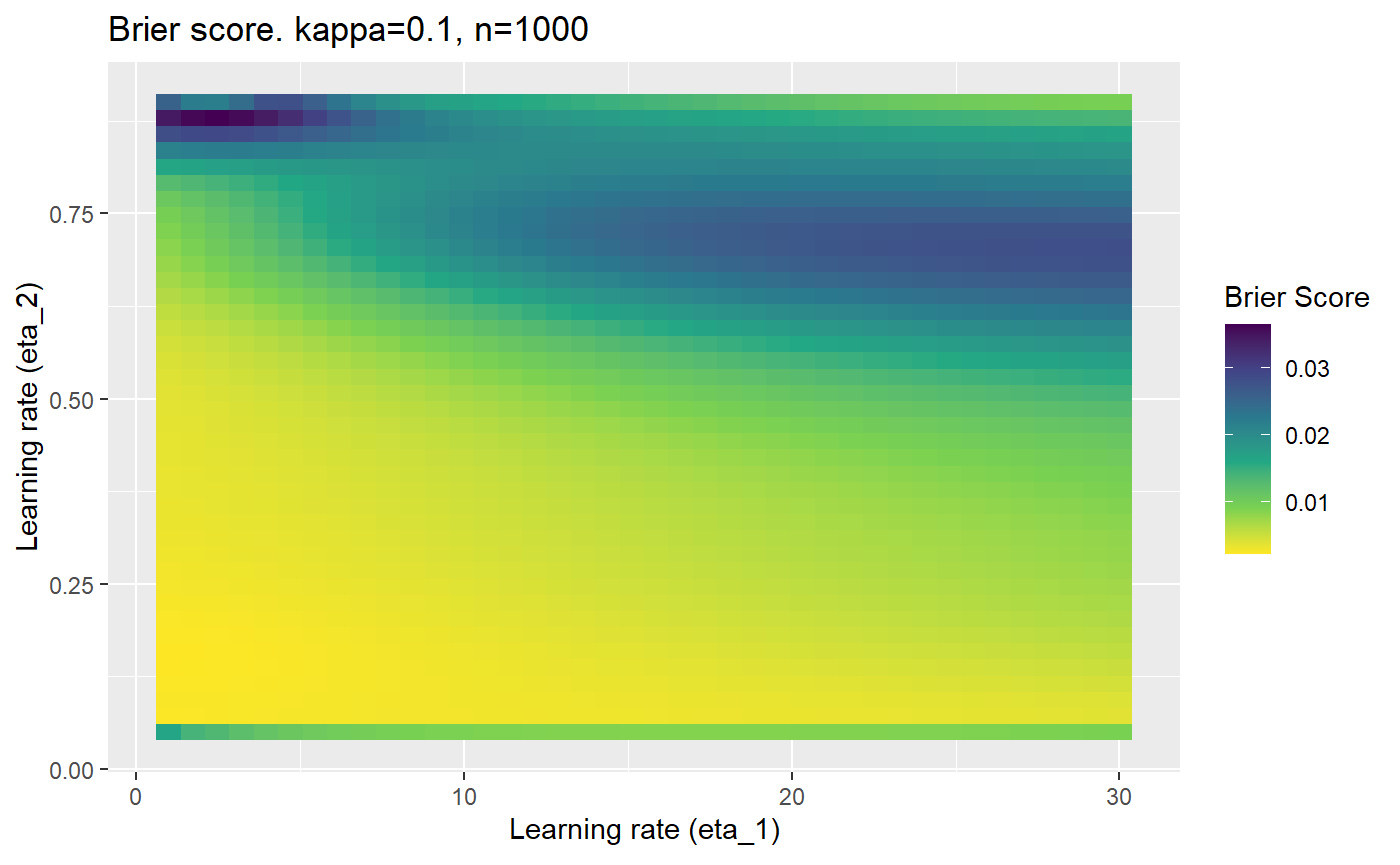 Brier score. kappa=0.1, n=1000
Learning rate (eta_2)
0.75
0.50
0.25
0.00
0
10
20
30
Learning rate (eta_1)
Brier Score
0.03
0.02
0.01